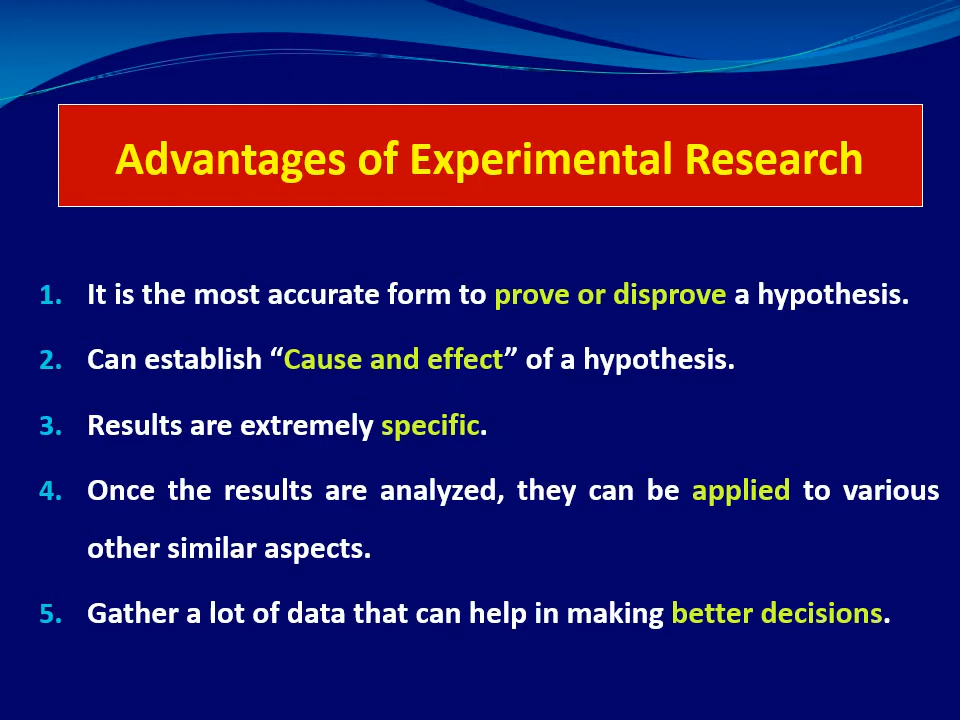 Advantages of Experimental Research
1. It is the most accurate form to prove or disprove a hypothesis.
2. Can establish “Cause and effect” of a hypothesis.
3. Results are extremely specific.
4. Once the results are analyzed, they can be applied to various
other similar aspects.
5. Gather a lot of data that can help in making better decisions.